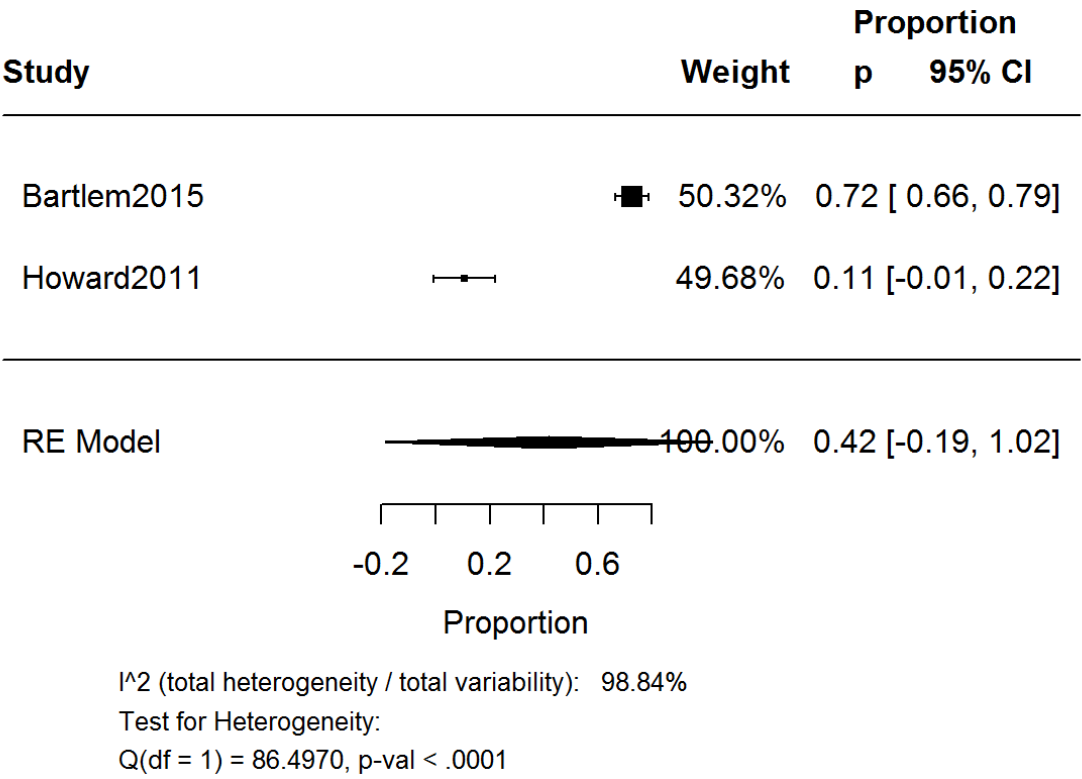 Proportion
Study Weight p 95% CI
Bartlem2015 50.32% 0.72 [ 0.66, 0.79]
Howard2011 49.68% 0.11 [-0.01, 0.22]
RE Model 100.00% 0.42 [-0.19, 1.02]
-0.2 0.2 0.6
Proportion
I^2 (total heterogeneity / total variability): 98.84%
Test for Heterogeneity:
Q(df = 1) = 86.4970, p-val < .0001